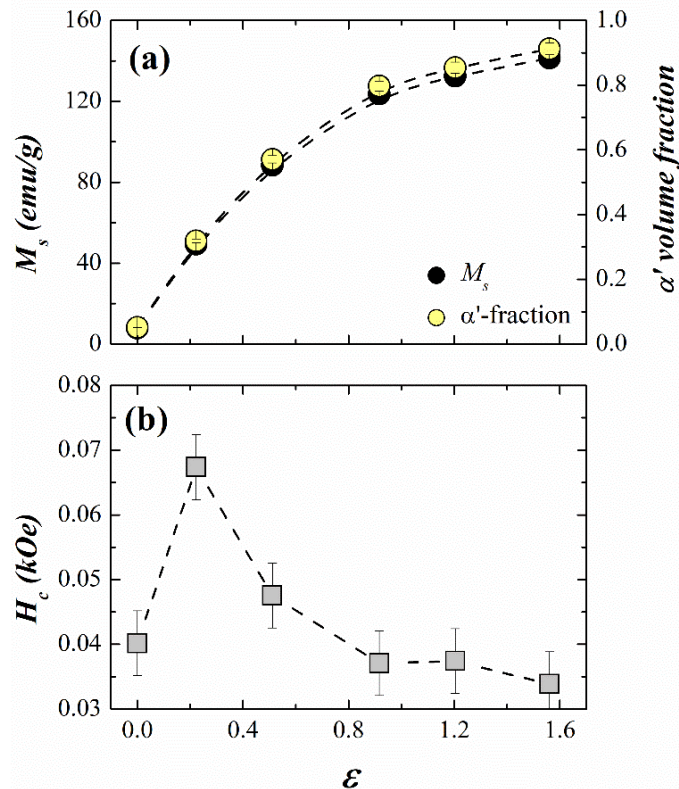 (a)
160
120
80
40
0
M_s (emu/g)
1.0
0.8
0.6
0.4
0.2
0.0
α' volume fraction
M_s
α'-fraction
(b)
0.08
0.07
0.06
0.05
0.04
0.03
H_c (kOe)
0.0 0.4 0.8 1.2 1.6
ε